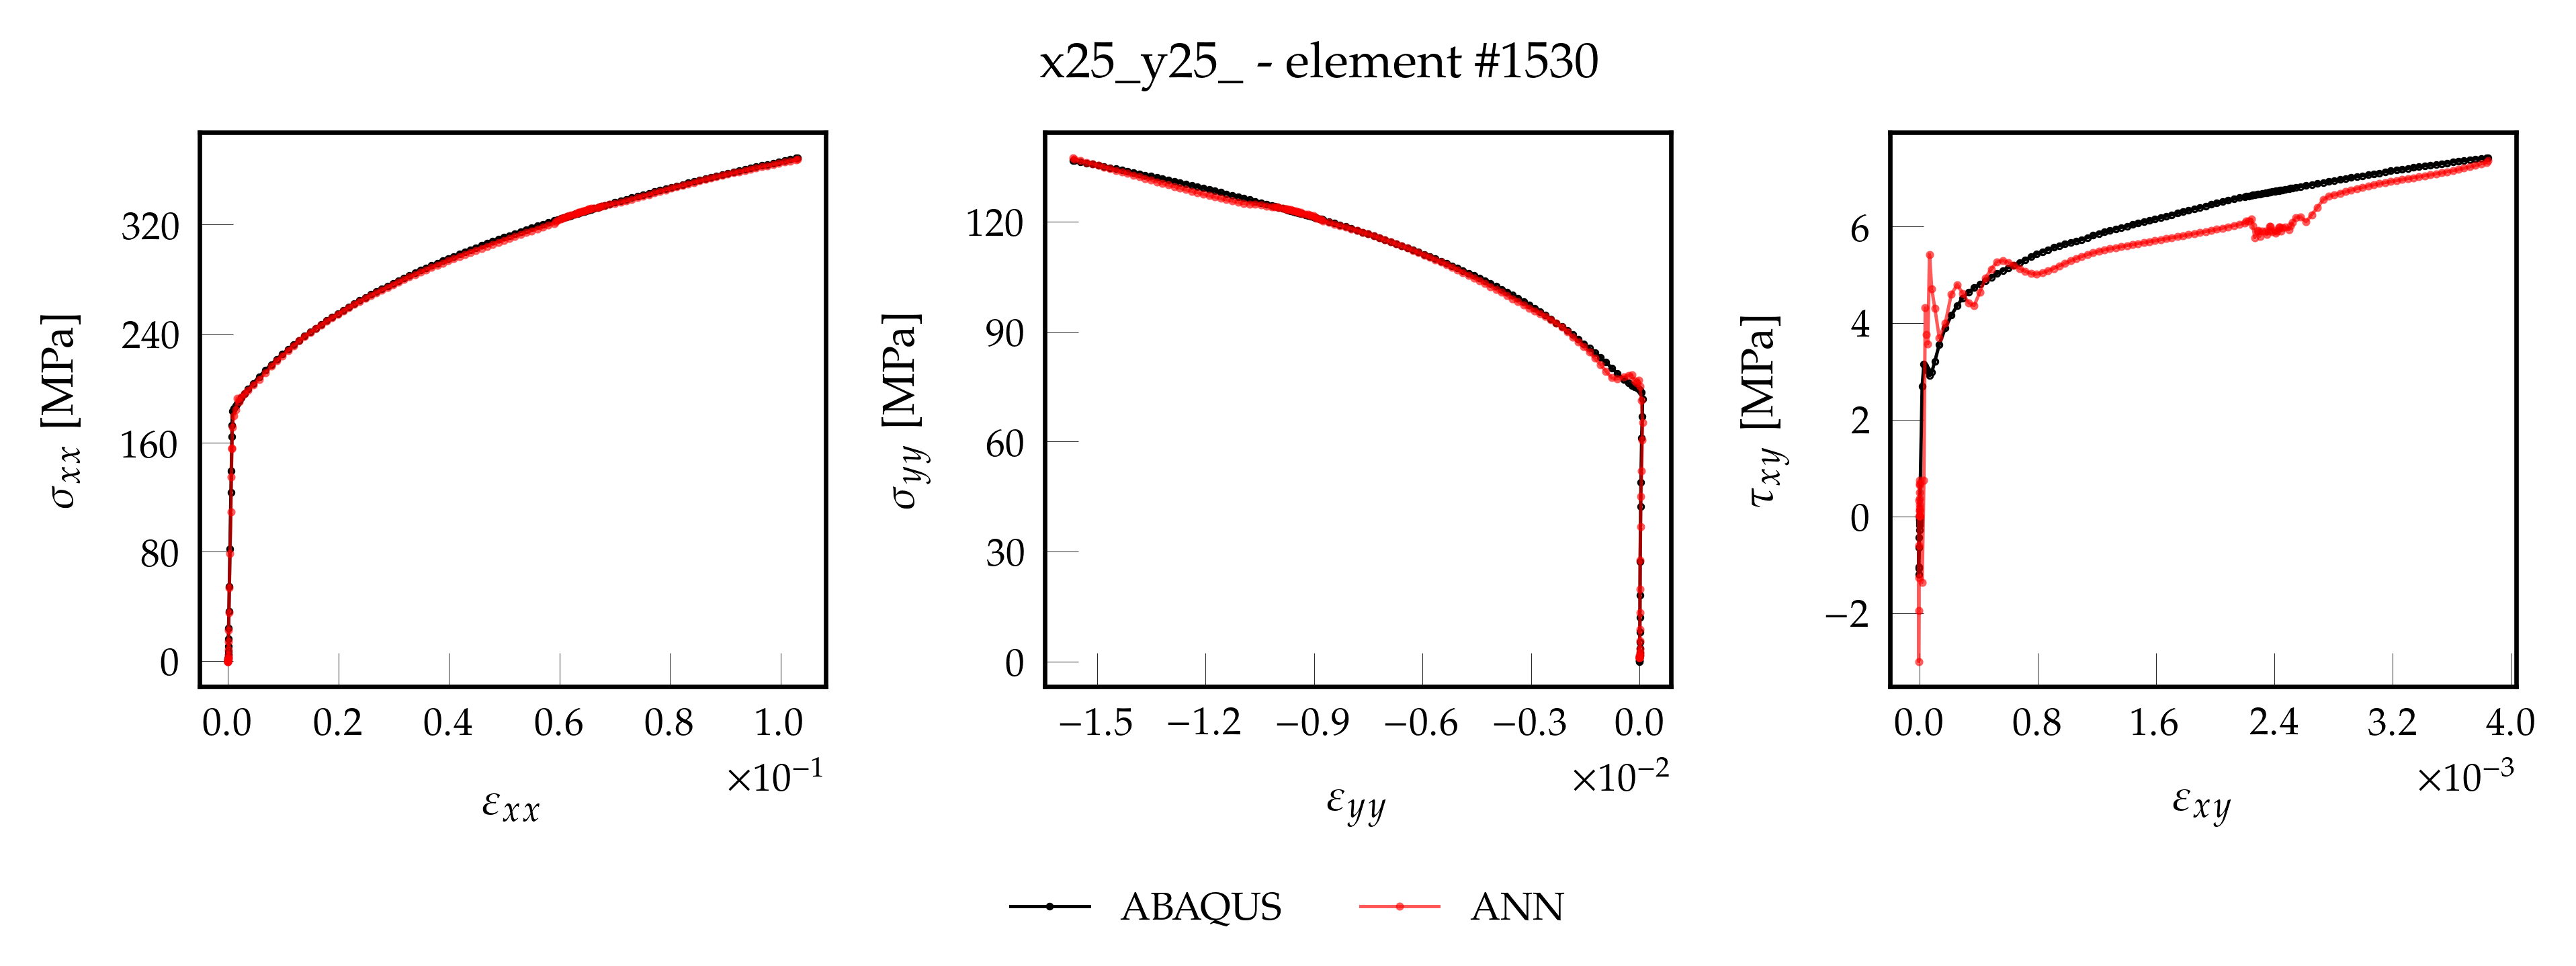 x25_y25_ - element #1530
σxx [MPa]
320
240
160
80
0
0.0 0.2 0.4 0.6 0.8 1.0
×10⁻¹
εxx
σyy [MPa]
120
90
60
30
0
−1.5 −1.2 −0.9 −0.6 −0.3 0.0
×10⁻²
εyy
τxy [MPa]
6
4
2
0
−2
0.0 0.8 1.6 2.4 3.2 4.0
×10⁻³
εxy
ABAQUS ANN